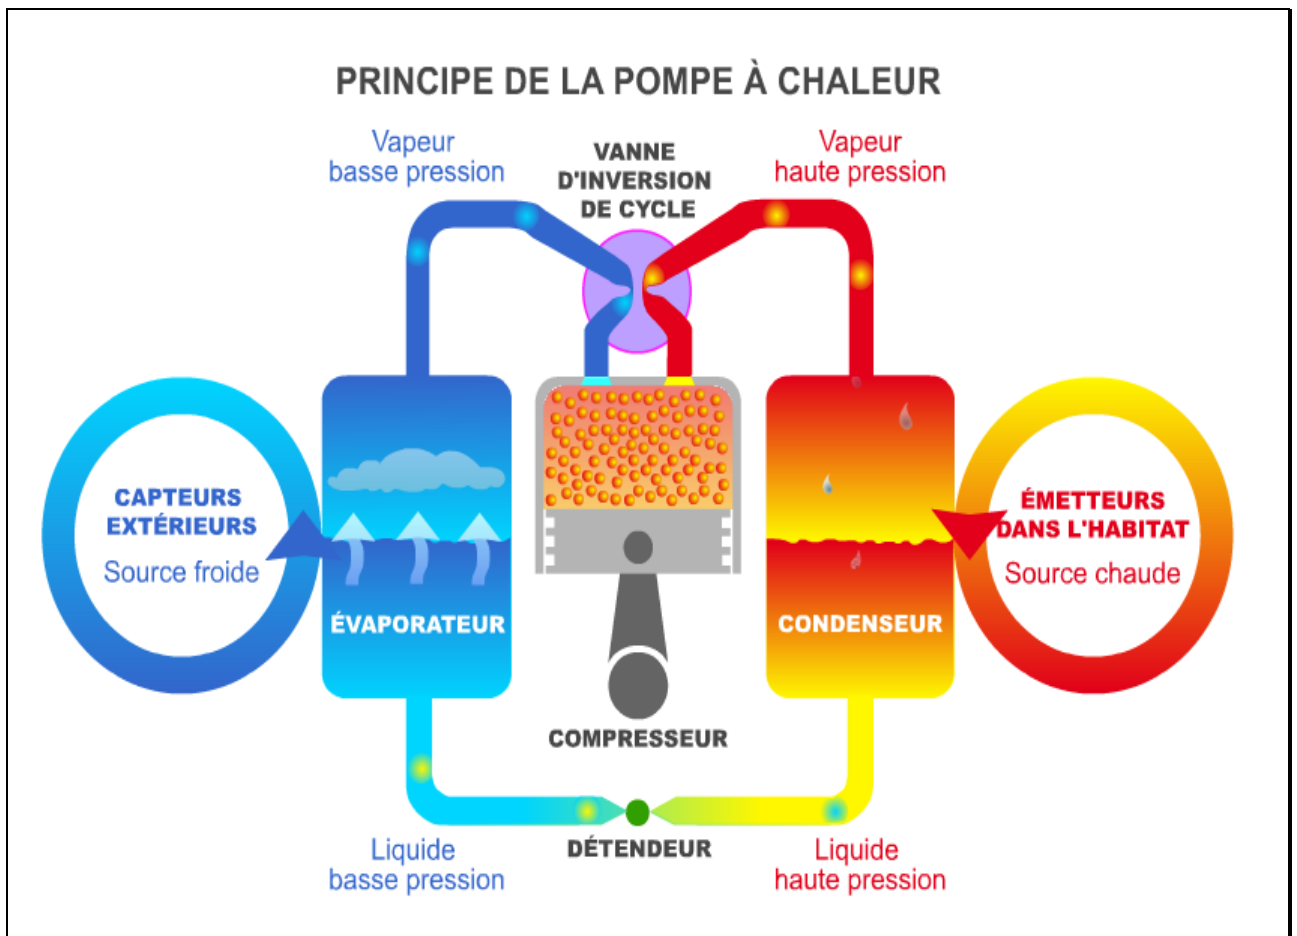 PRINCIPE DE LA POMPE À CHALEUR
Vapeur
basse pression
VANNE
D'INVERSION
DE CYCLE
Vapeur
haute pression
CAPTEURS
EXTÉRIEURS
Source froide
ÉVAPORATEUR
COMPRESSEUR
CONDENSEUR
ÉMETTEURS
DANS L'HABITAT
Source chaude
Liquide
basse pression
DÉTENDEUR
Liquide
haute pression